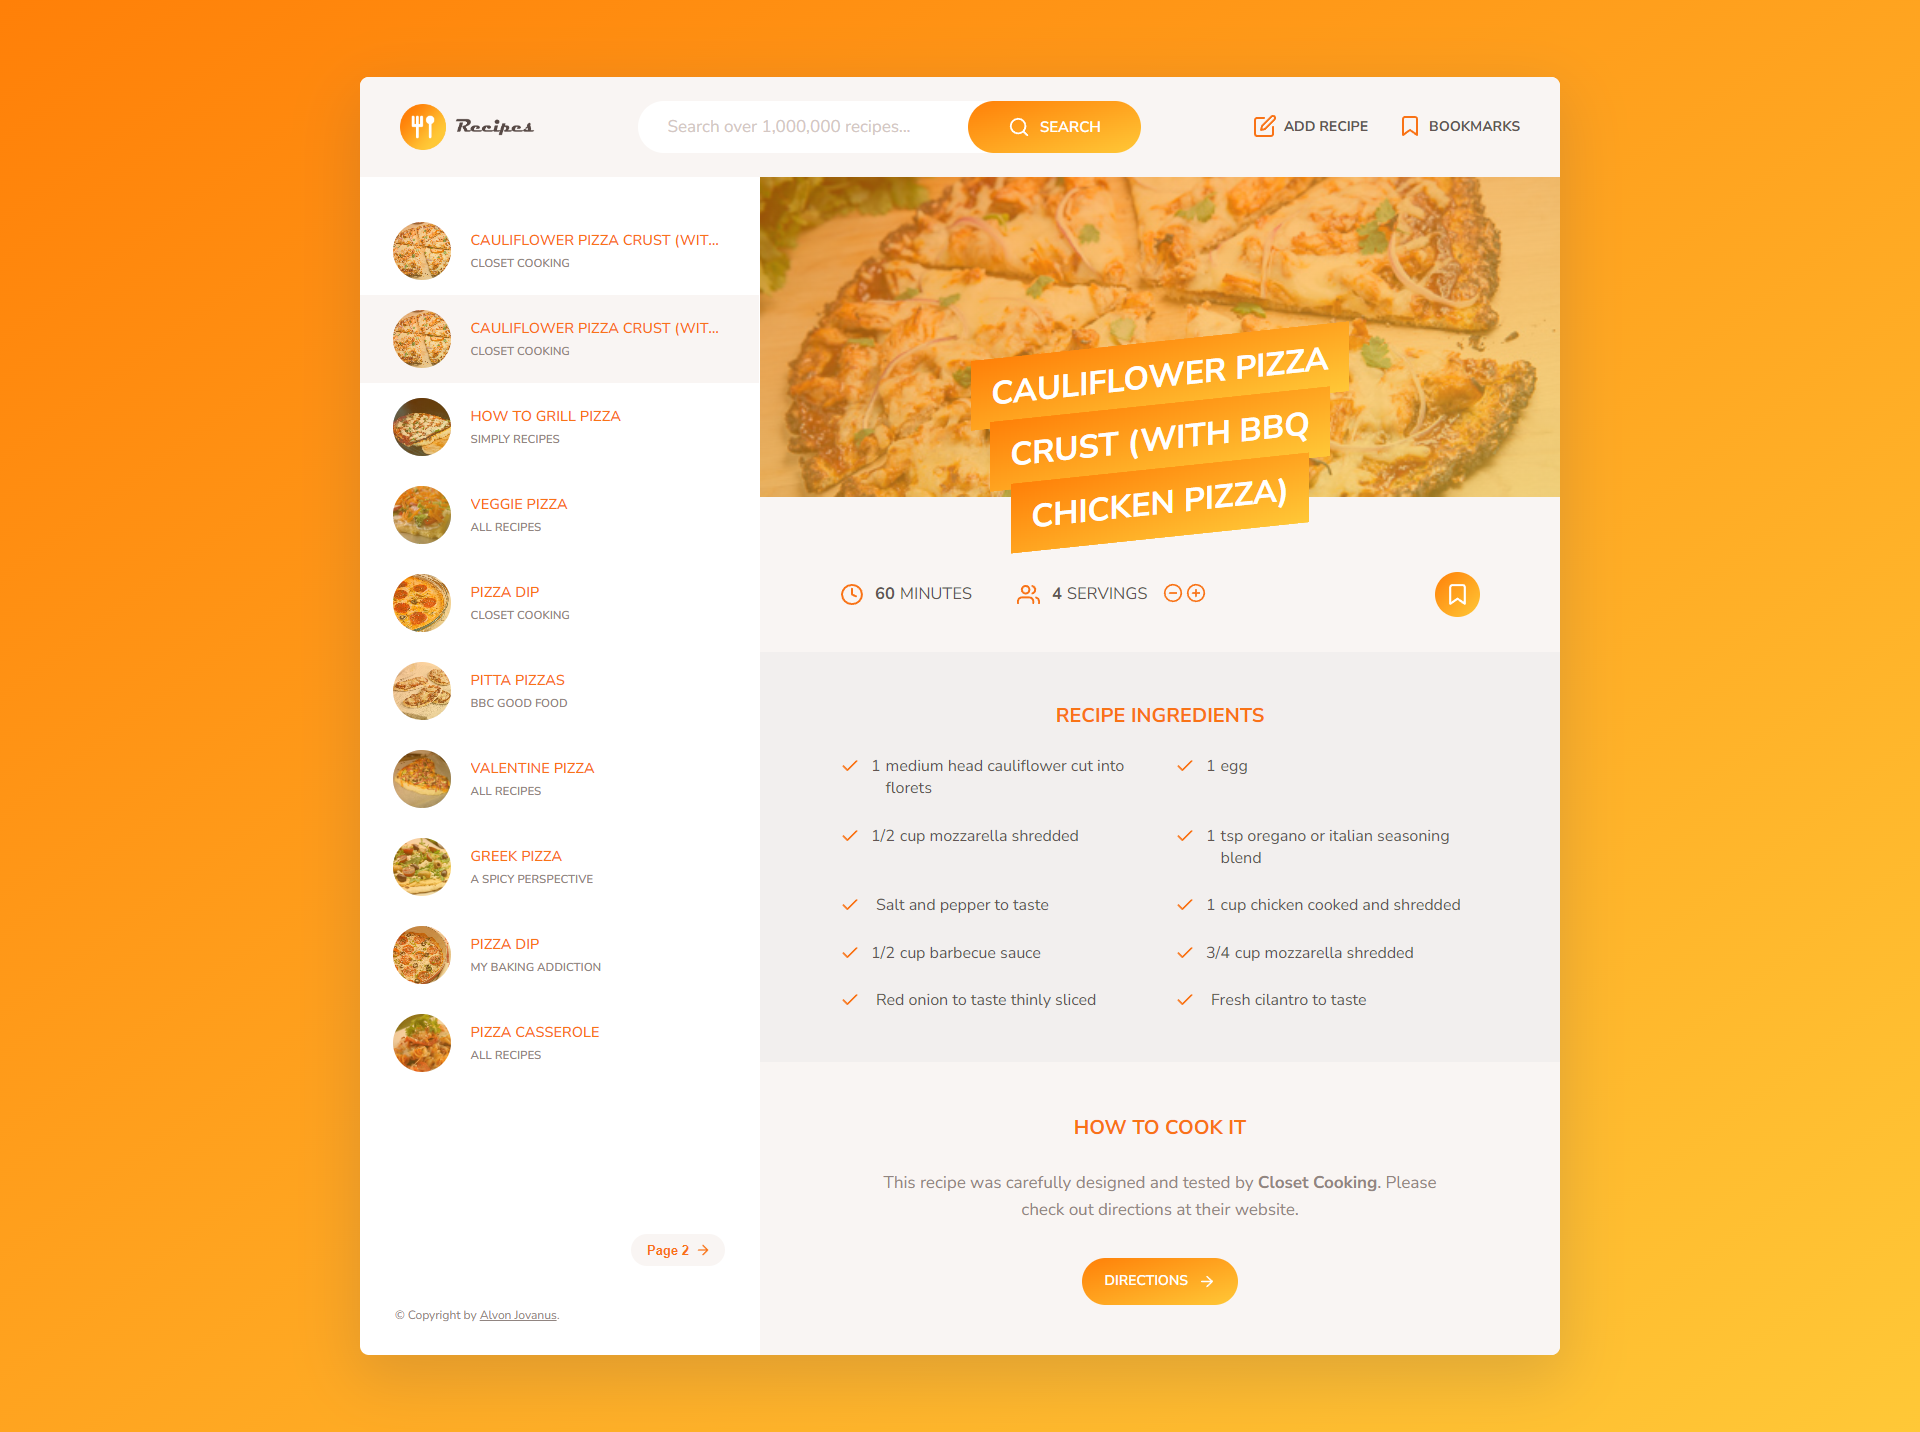 Recipes
Search over 1,000,000 recipes...
SEARCH
ADD RECIPE
BOOKMARKS
CAULIFLOWER PIZZA CRUST (WIT...
CLOSET COOKING
CAULIFLOWER PIZZA CRUST (WIT...
CLOSET COOKING
HOW TO GRILL PIZZA
SIMPLY RECIPES
VEGGIE PIZZA
ALL RECIPES
PIZZA DIP
CLOSET COOKING
PITTA PIZZAS
BBC GOOD FOOD
VALENTINE PIZZA
ALL RECIPES
GREEK PIZZA
A SPICY PERSPECTIVE
PIZZA DIP
MY BAKING ADDICTION
PIZZA CASSEROLE
ALL RECIPES
Page 2
© Copyright by Alvon Jovanus.
CAULIFLOWER PIZZA
CRUST (WITH BBQ
CHICKEN PIZZA)
60 MINUTES
4 SERVINGS
RECIPE INGREDIENTS
1 medium head cauliflower cut into
florets
1 egg
1/2 cup mozzarella shredded
1 tsp oregano or italian seasoning
blend
Salt and pepper to taste
1 cup chicken cooked and shredded
1/2 cup barbecue sauce
3/4 cup mozzarella shredded
Red onion to taste thinly sliced
Fresh cilantro to taste
HOW TO COOK IT
This recipe was carefully designed and tested by Closet Cooking. Please
check out directions at their website.
DIRECTIONS